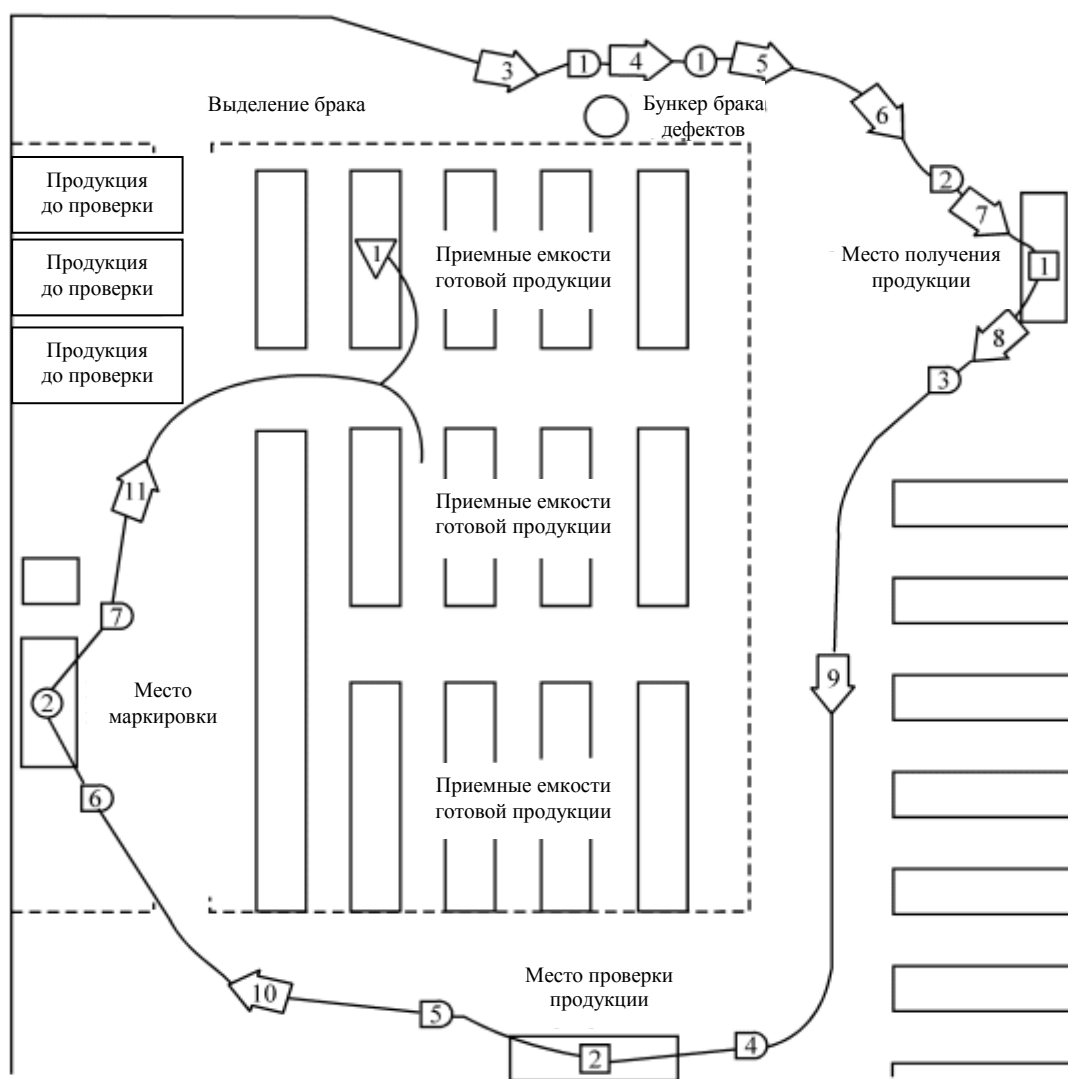 3
1
4
1
5
6
2
7
1
8
3
Выделение брака
Бункер брака
дефектов
Продукция
до проверки
Продукция
до проверки
Продукция
до проверки
1
Приемные емкости
готовой продукции
Место получения
продукции
11
Приемные емкости
готовой продукции
7
2
Место
маркировки
9
6
Приемные емкости
готовой продукции
10
5
Место проверки
продукции
2
4